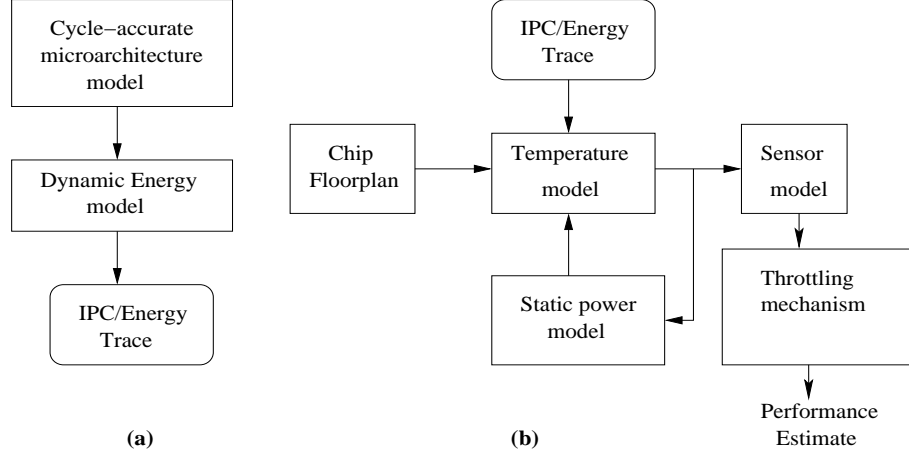 Cycle−accurate
microarchitecture
model
Dynamic Energy
model
IPC/Energy
Trace
(a)
IPC/Energy
Trace
Chip
Floorplan
Temperature
model
Sensor
model
Static power
model
Throttling
mechanism
Performance
Estimate
(b)